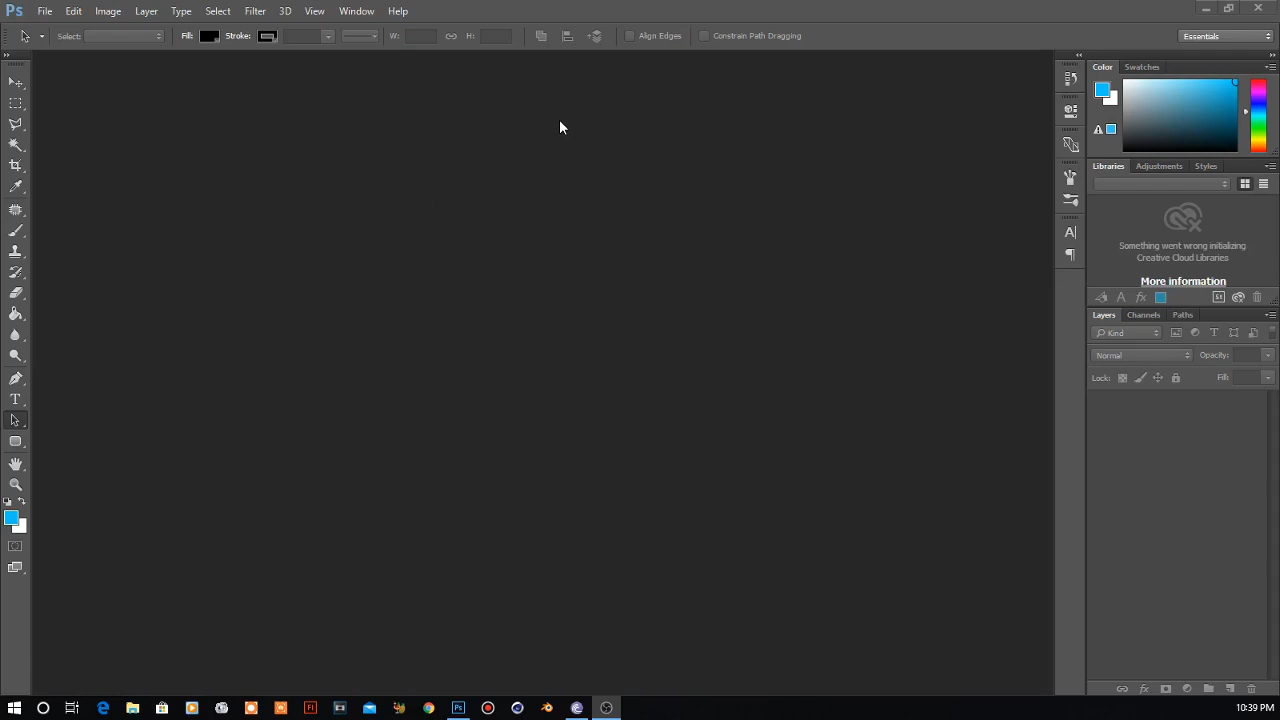 Ps File Edit Image Layer Type Select Filter 3D View Window Help
Select: Fill: Stroke: W: H: Align Edges Constrain Path Dragging Essentials
Color Swatches
Libraries Adjustments Styles
Something went wrong initializing
Creative Cloud Libraries
More information
St
Layers Channels Paths
Kind
Normal Opacity:
Lock: Fill:
Ps
10:39 PM